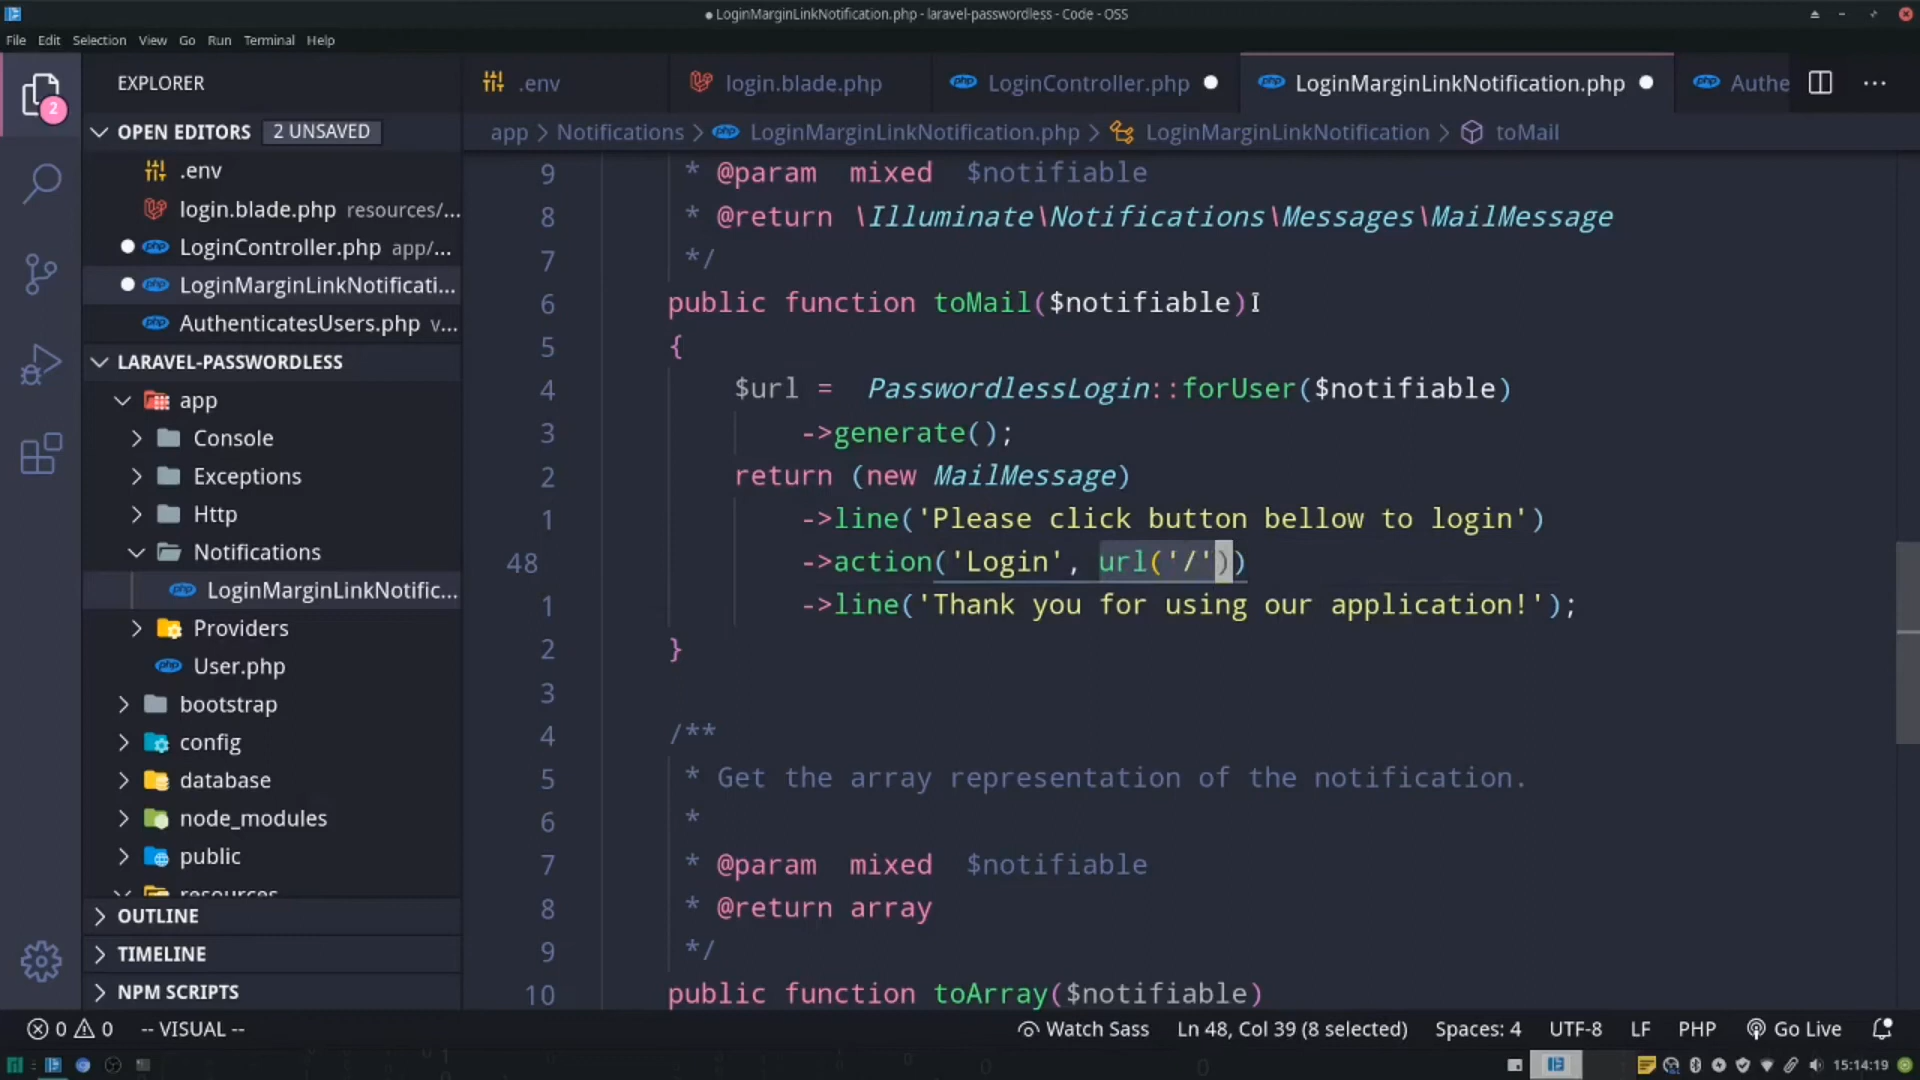 ● LoginMarginLinkNotification.php - laravel-passwordless - Code - OSS
File Edit Selection View Go Run Terminal Help
EXPLORER
.env login.blade.php LoginController.php LoginMarginLinkNotification.php Authe
OPEN EDITORS 2 UNSAVED
app > Notifications > LoginMarginLinkNotification.php > LoginMarginLinkNotification > toMail
.env
login.blade.php resources/...
LoginController.php app/...
LoginMarginLinkNotificati...
AuthenticatesUsers.php v...
LARAVEL-PASSWORDLESS
app
Console
Exceptions
Http
Notifications
LoginMarginLinkNotific...
Providers
User.php
bootstrap
config
database
node_modules
public
resources
OUTLINE
TIMELINE
NPM SCRIPTS
2
9 * @param mixed $notifiable
8 * @return \Illuminate\Notifications\Messages\MailMessage
7 */
6 public function toMail($notifiable)
5 {
4 $url = PasswordlessLogin::forUser($notifiable)
3 ->generate();
2 return (new MailMessage)
1 ->line('Please click button bellow to login')
48 ->action('Login', url('/'))
1 ->line('Thank you for using our application!');
2 }
3
4 /**
5 * Get the array representation of the notification.
6 *
7 * @param mixed $notifiable
8 * @return array
9 */
10 public function toArray($notifiable)
0 0 -- VISUAL -- Watch Sass Ln 48, Col 39 (8 selected) Spaces: 4 UTF-8 LF PHP Go Live
15:14:19